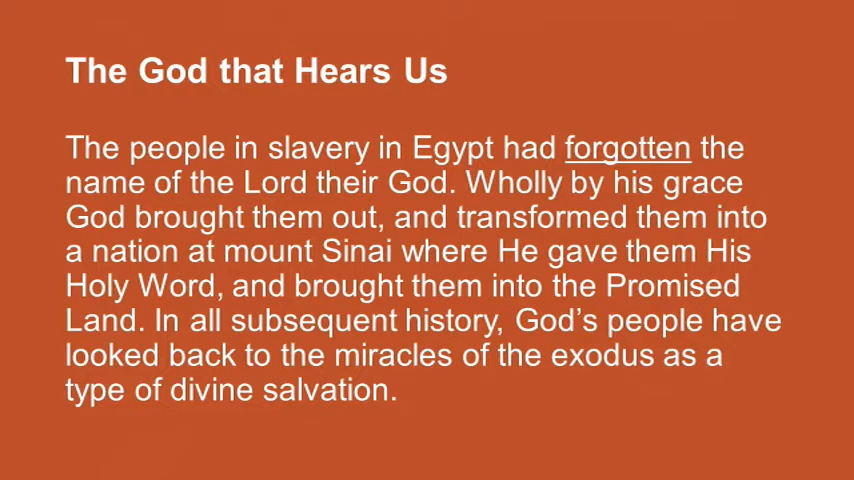 The God that Hears Us
The people in slavery in Egypt had forgotten the
name of the Lord their God. Wholly by his grace
God brought them out, and transformed them into
a nation at mount Sinai where He gave them His
Holy Word, and brought them into the Promised
Land. In all subsequent history, God’s people have
looked back to the miracles of the exodus as a
type of divine salvation.